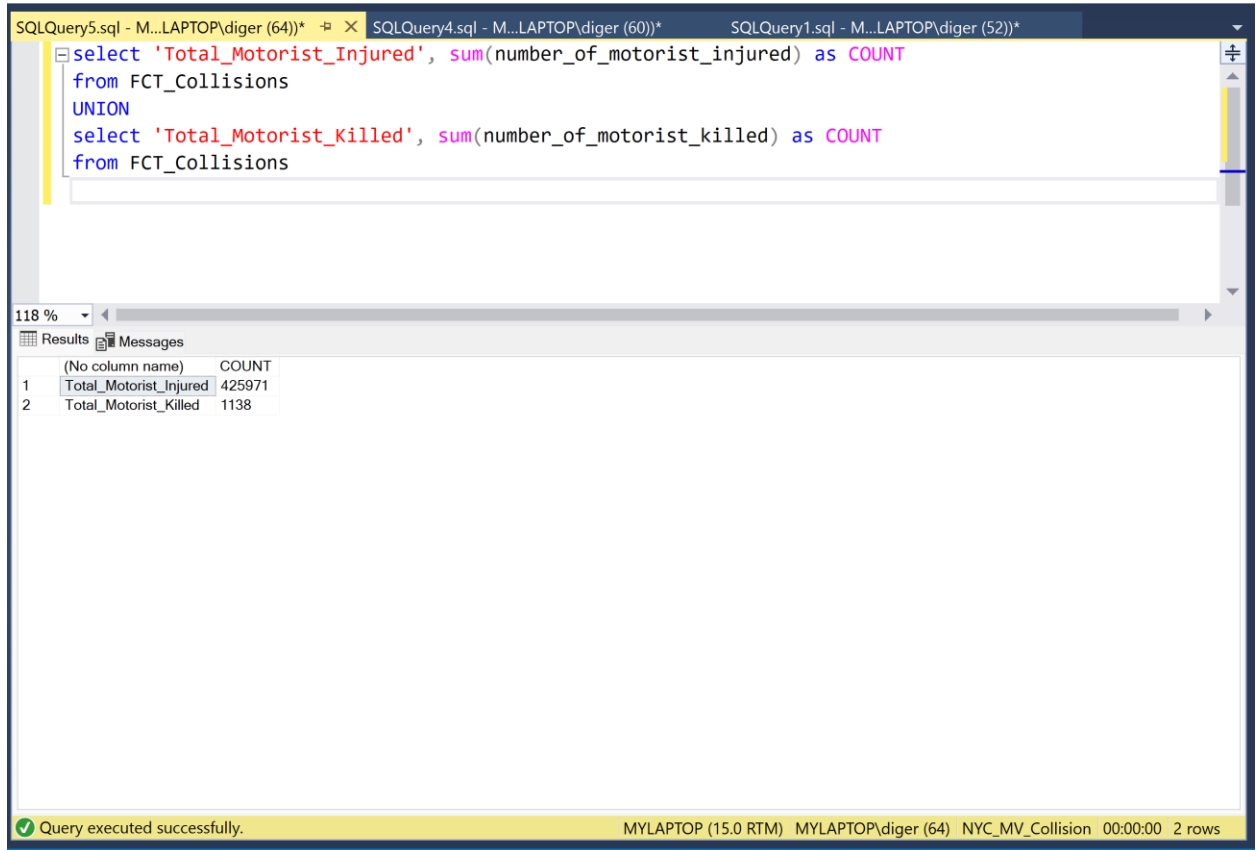 SQLQuery5.sql - M...LAPTOP\diger (64))* SQLQuery4.sql - M...LAPTOP\diger (60))* SQLQuery1.sql - M...LAPTOP\diger (52))*
select 'Total_Motorist_Injured', sum(number_of_motorist_injured) as COUNT
from FCT_Collisions
UNION
select 'Total_Motorist_Killed', sum(number_of_motorist_killed) as COUNT
from FCT_Collisions
118 %
Results Messages
(No column name) COUNT
1 Total_Motorist_Injured 425971
2 Total_Motorist_Killed 1138
Query executed successfully. MYLAPTOP (15.0 RTM) MYLAPTOP\diger (64) NYC_MV_Collision 00:00:00 2 rows